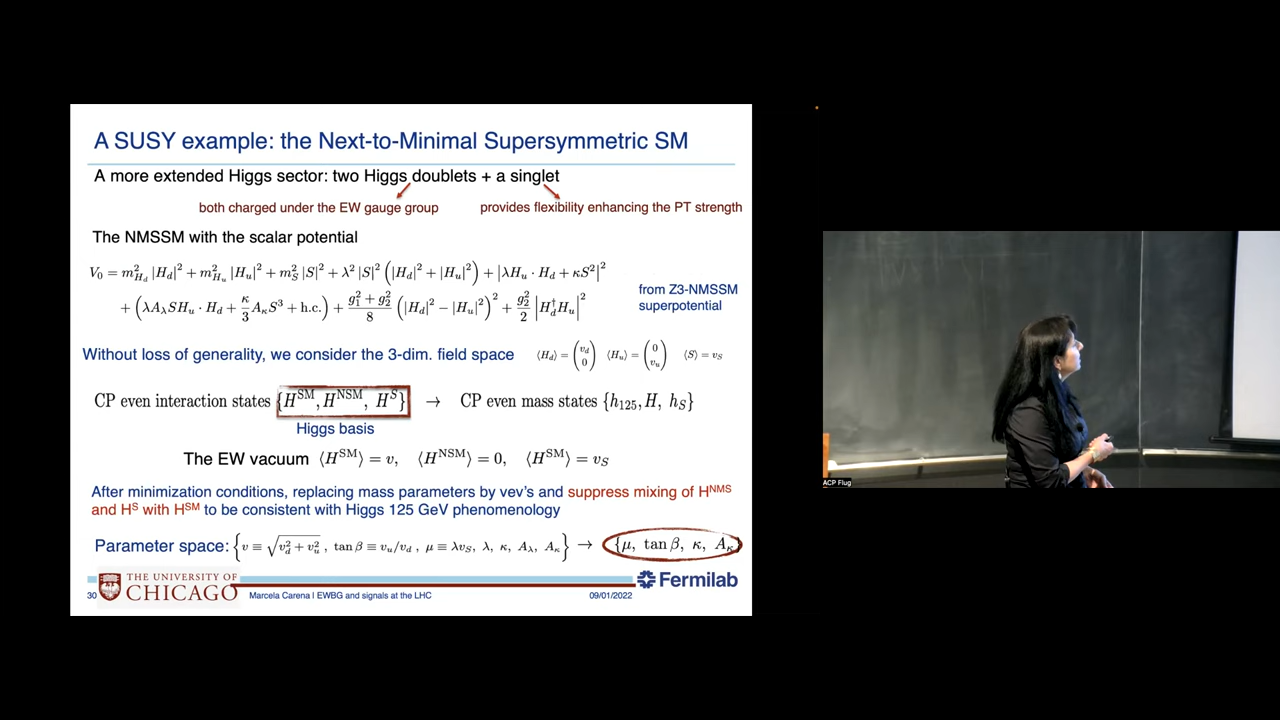 A SUSY example: the Next-to-Minimal Supersymmetric SM
A more extended Higgs sector: two Higgs doublets + a singlet
both charged under the EW gauge group
provides flexibility enhancing the PT strength
The NMSSM with the scalar potential
V₀ = m²_{H_d} |H_d|² + m²_{H_u} |H_u|² + m²_S |S|² + λ² |S|² (|H_d|² + |H_u|²) + |λH_u · H_d + κS²|²
+ (λA_λ SH_u · H_d + κ/3 A_κ S³ + h.c.) + (g₁² + g₂²)/8 (|H_d|² − |H_u|²)² + g₂²/2 |H_d† H_u|²
from Z3-NMSSM
superpotential
Without loss of generality, we consider the 3-dim. field space ⟨H_d⟩ = (v_d 0) ⟨H_u⟩ = (0 v_u) ⟨S⟩ = v_S
CP even interaction states {H^SM, H^NSM, H^S} → CP even mass states {h₁₂₅, H, h_S}
Higgs basis
The EW vacuum ⟨H^SM⟩ = v, ⟨H^NSM⟩ = 0, ⟨H^SM⟩ = v_S
After minimization conditions, replacing mass parameters by vev's and suppress mixing of H^NMS
and H^S with H^SM to be consistent with Higgs 125 GeV phenomenology
Parameter space: {v ≡ √(v_d² + v_u²) , tan β ≡ v_u/v_d , μ ≡ λv_S, λ, κ, A_λ, A_κ} → {μ, tan β, κ, A_κ}
THE UNIVERSITY OF
CHICAGO
Fermilab
30
Marcela Carena | EWBG and signals at the LHC
09/01/2022
ACP Flug